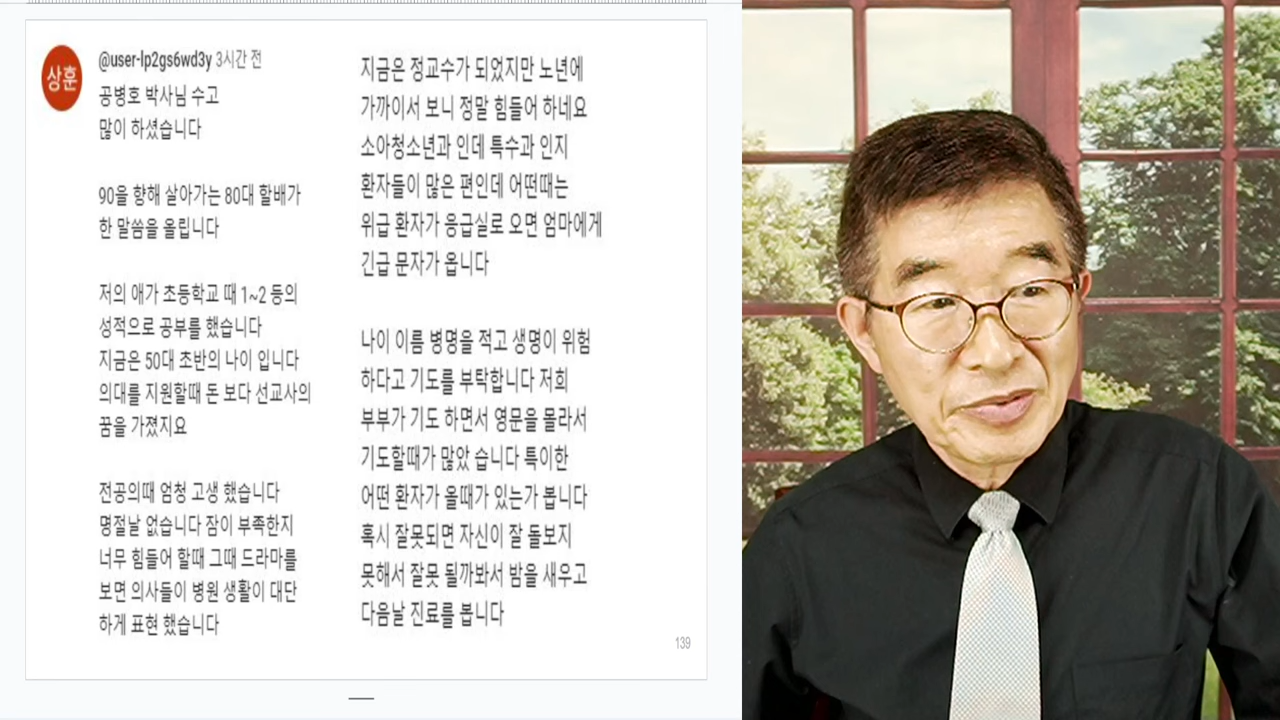 상훈
@user-lp2gs6wd3y 3시간 전
공병호 박사님 수고
많이 하셨습니다
90을 향해 살아가는 80대 할배가
한 말씀을 올립니다
저의 애가 초등학교 때 1~2 등의
성적으로 공부를 했습니다
지금은 50대 초반의 나이 입니다
의대를 지원할때 돈 보다 선교사의
꿈을 가졌지요
전공의때 엄청 고생 했습니다
명절날 없습니다 잠이 부족한지
너무 힘들어 할때 그때 드라마를
보면 의사들이 병원 생활이 대단
하게 표현 했습니다
지금은 정교수가 되었지만 노년에
가까이서 보니 정말 힘들어 하네요
소아청소년과 인데 특수과 인지
환자들이 많은 편인데 어떤때는
위급 환자가 응급실로 오면 엄마에게
긴급 문자가 옵니다
나이 이름 병명을 적고 생명이 위험
하다고 기도를 부탁합니다 저희
부부가 기도 하면서 영문을 몰라서
기도할때가 많았 습니다 특이한
어떤 환자가 올때가 있는가 봅니다
혹시 잘못되면 자신이 잘 돌보지
못해서 잘못 될까봐서 밤을 새우고
다음날 진료를 봅니다
139